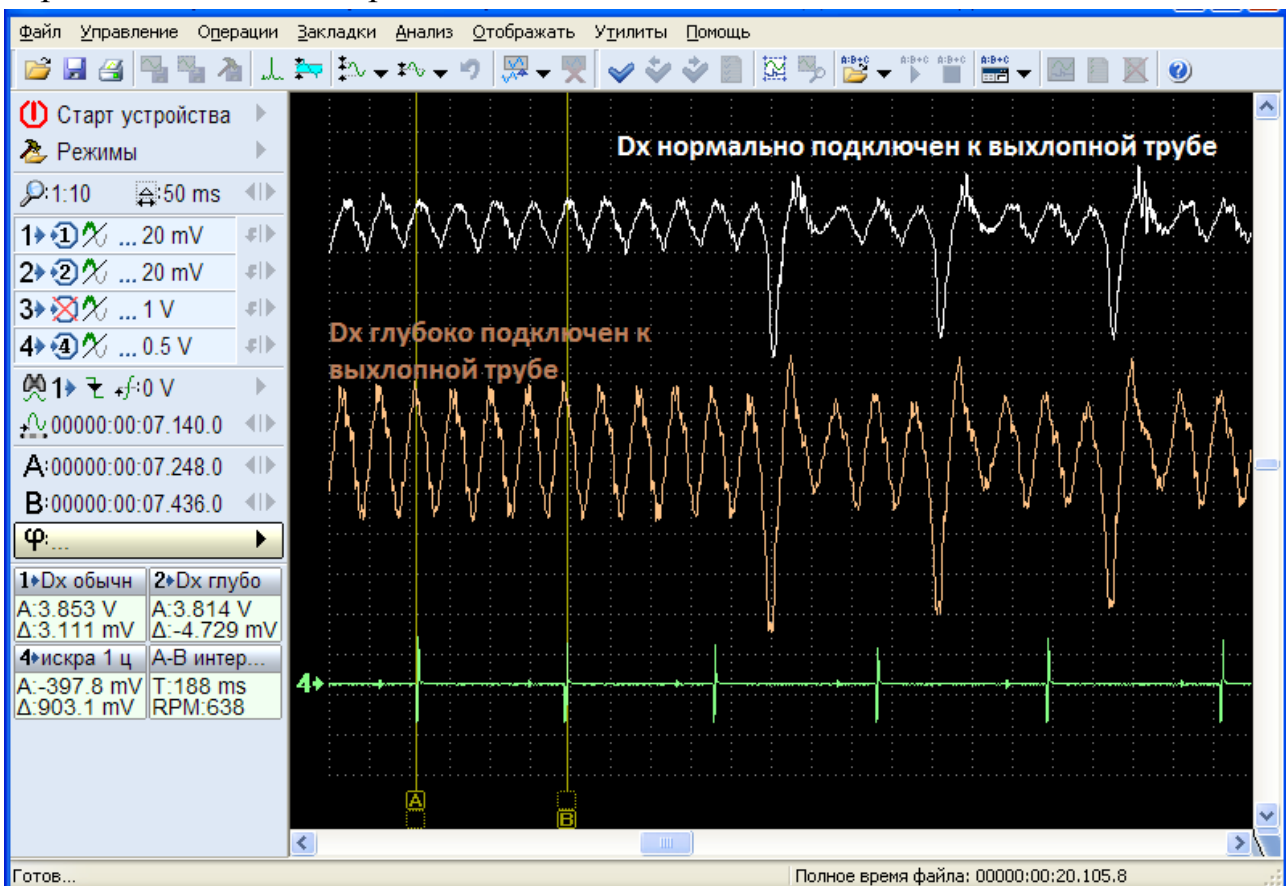 Файл Управление Операции Закладки Анализ Отображать Утилиты Помощь
A:B+C A:B+C A:B+C A:B+C
Старт устройства
Режимы
1:10 50 ms
1 1 ... 20 mV
2 2 ... 20 mV
3 ... 1 V
4 4 ... 0.5 V
1 f:0 V
00000:00:07.140.0
A:00000:00:07.248.0
B:00000:00:07.436.0
φ:...
1 Dx обычн 2 Dx глубо
A:3.853 V A:3.814 V
Δ:3.111 mV Δ:-4.729 mV
4 искра 1 ц A-B интер...
A:-397.8 mV T:188 ms
Δ:903.1 mV RPM:638
Dx нормально подключен к выхлопной трубе
Dx глубоко подключен к
выхлопной трубе
4
A
B
Готов... Полное время файла: 00000:00:20.105.8